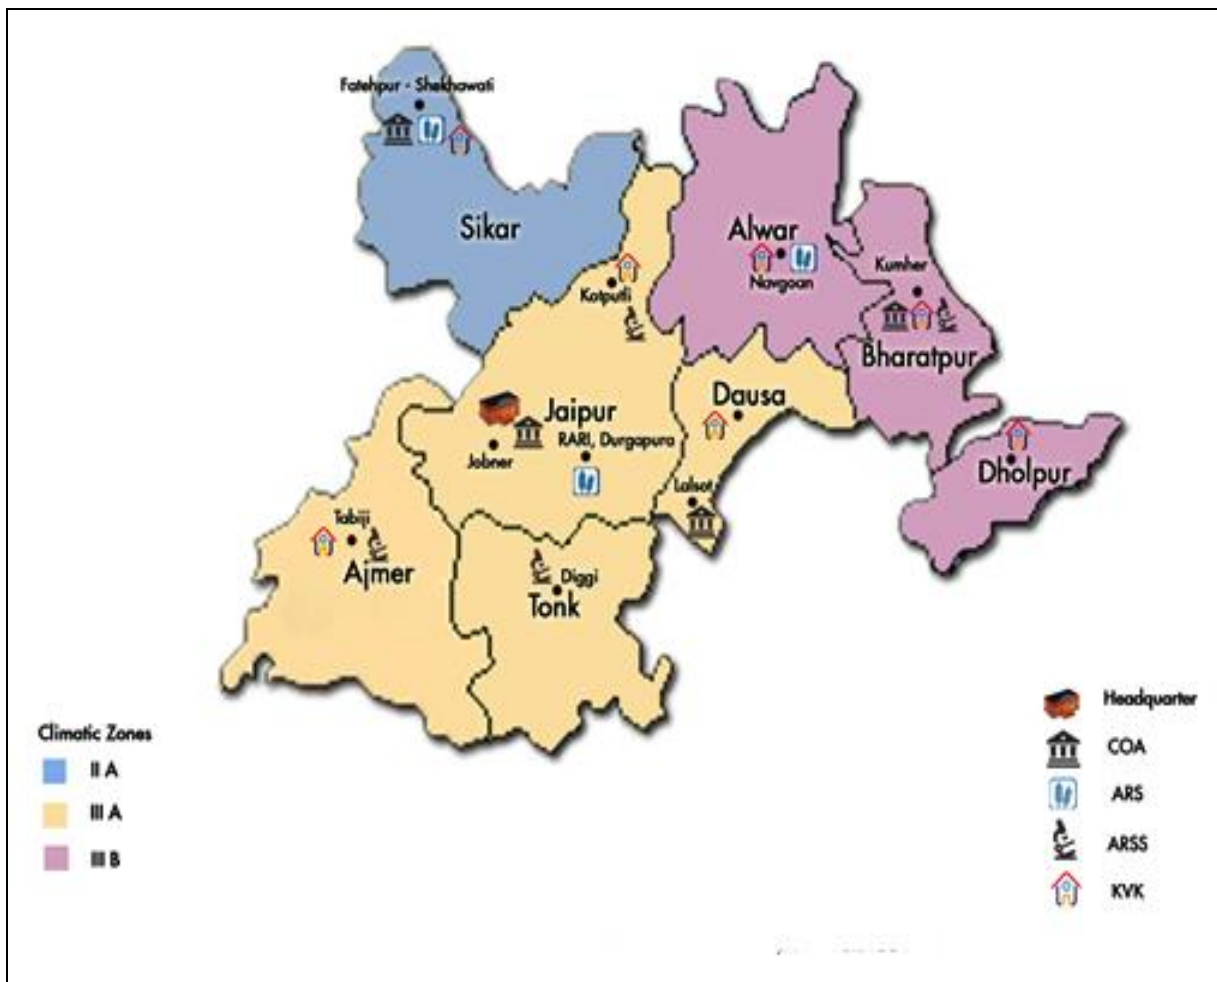 Fatehpur - Shekhawati
Sikar
Alwar
Navgoan
Kumher
Bharatpur
Kotputli
Jaipur
RARI, Durgapura
Jobner
Dausa
Lalsot
Dholpur
Tabiji
Ajmer
Diggi
Tonk
Climatic Zones
II A
III A
III B
Headquarter
COA
ARS
ARSS
KVK